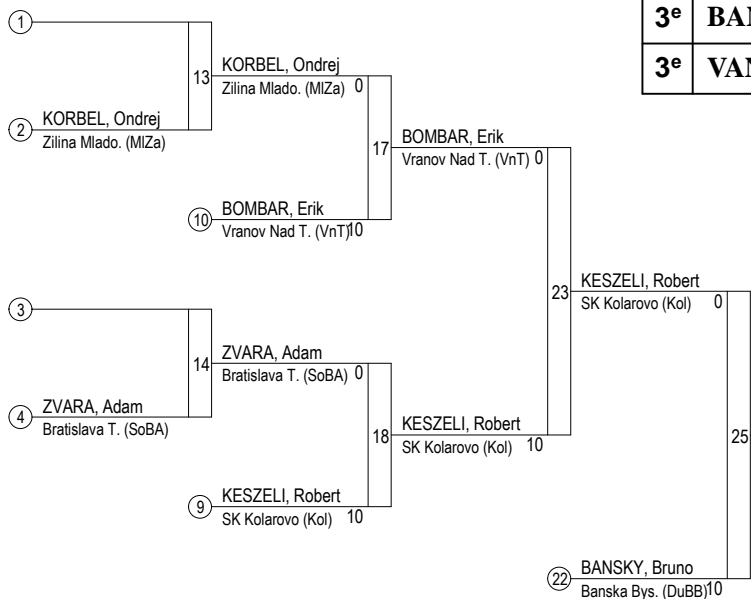 3e BAN
3e VAN
1
13
KORBEL, Ondrej
Zilina Mlado. (MlZa) 0
2
KORBEL, Ondrej
Zilina Mlado. (MlZa)
17
BOMBAR, Erik
Vranov Nad T. (VnT) 0
10
BOMBAR, Erik
Vranov Nad T. (VnT)10
23
KESZELI, Robert
SK Kolarovo (Kol) 0
3
14
ZVARA, Adam
Bratislava T. (SoBA) 0
4
ZVARA, Adam
Bratislava T. (SoBA)
18
KESZELI, Robert
SK Kolarovo (Kol) 10
25
9
KESZELI, Robert
SK Kolarovo (Kol) 10
22
BANSKY, Bruno
Banska Bys. (DuBB)10